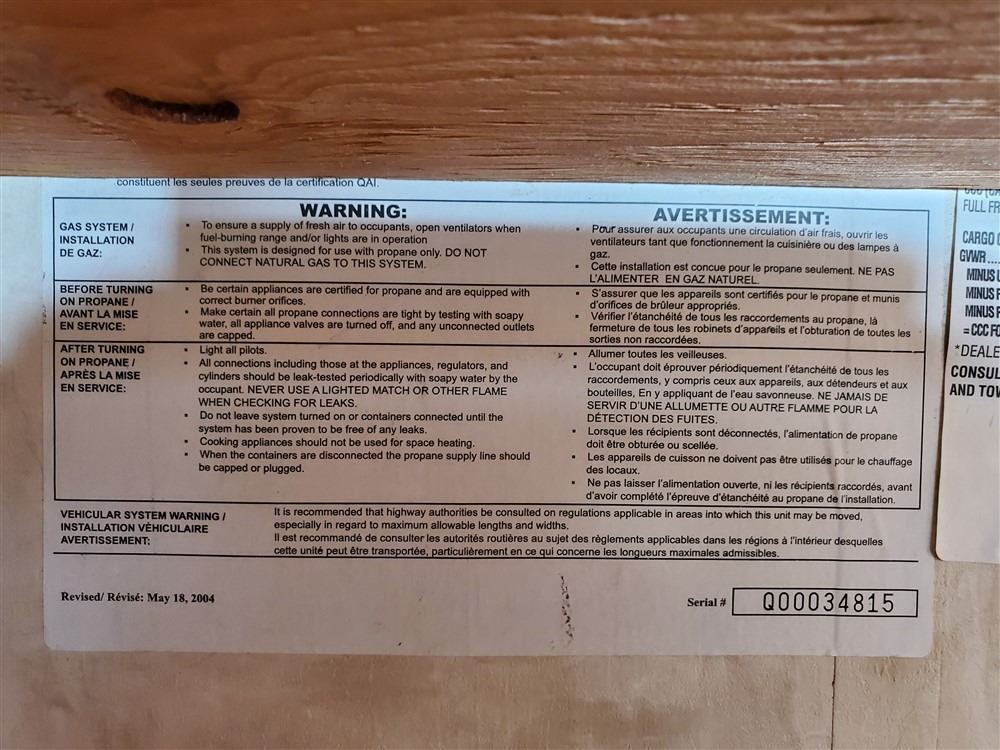 constituent les seules preuves de la certification QAI.
WARNING:
GAS SYSTEM /
INSTALLATION
DE GAZ:
▪ To ensure a supply of fresh air to occupants, open ventilators when
fuel-burning range and/or lights are in operation
▪ This system is designed for use with propane only. DO NOT
CONNECT NATURAL GAS TO THIS SYSTEM.
AVERTISSEMENT:
▪ Pour assurer aux occupants une circulation d'air frais, ouvrir les
ventilateurs tant que fonctionnement la cuisinière ou des lampes à
gaz.
▪ Cette installation est concue pour le propane seulement. NE PAS
L'ALIMENTER EN GAZ NATUREL.
BEFORE TURNING
ON PROPANE /
AVANT LA MISE
EN SERVICE:
▪ Be certain appliances are certified for propane and are equipped with
correct burner orifices.
▪ Make certain all propane connections are tight by testing with soapy
water, all appliance valves are turned off, and any unconnected outlets
are capped.
▪ S'assurer que les appareils sont certifiés pour le propane et munis
d'orifices de brûleur appropriés.
▪ Vérifier l'étanchéité de tous les raccordements au propane, là
fermeture de tous les robinets d'appareils et l'obturation de toutes les
sorties non raccordées.
AFTER TURNING
ON PROPANE /
APRÈS LA MISE
EN SERVICE:
▪ Light all pilots.
▪ All connections including those at the appliances, regulators, and
cylinders should be leak-tested periodically with soapy water by the
occupant. NEVER USE A LIGHTED MATCH OR OTHER FLAME
WHEN CHECKING FOR LEAKS.
▪ Do not leave system turned on or containers connected until the
system has been proven to be free of any leaks.
▪ Cooking appliances should not be used for space heating.
▪ When the containers are disconnected the propane supply line should
be capped or plugged.
▪ Allumer toutes les veilleuses.
▪ L'occupant doit éprouver périodiquement l'étanchéité de tous les
raccordements, y compris ceux aux appareils, aux détendeurs et aux
bouteilles, En y appliquant de l'eau savonneuse. NE JAMAIS DE
SERVIR D'UNE ALLUMETTE OU AUTRE FLAMME POUR LA
DÉTECTION DES FUITES.
▪ Lorsque les récipients sont déconnectés, l'alimentation de propane
doit être obturée ou scellée.
▪ Les appareils de cuisson ne doivent pas être utilisés pour le chauffage
des locaux.
▪ Ne pas laisser l'alimentation ouverte, ni les récipients raccordés, avant
d'avoir complété l'épreuve d'étanchéité au propane de l'installation.
VEHICULAR SYSTEM WARNING /
INSTALLATION VÉHICULAIRE
AVERTISSEMENT;
It is recommended that highway authorities be consulted on regulations applicable in areas into which this unit may be moved,
especially in regard to maximum allowable lengths and widths.
Il est recommandé de consulter les autorités routières au sujet des règlements applicables dans les régions à l'intérieur desquelles
cette unité peut être transportée, particulièrement en ce qui concerne les longueurs maximales admissibles.
Revised/ Révisé: May 18, 2004
Serial # Q00034815
FULL FR
CARGO
GVWR....
MINUS
MINUS F
MINUS F
= CCC FO
*DEALE
CONSUL
AND TOW